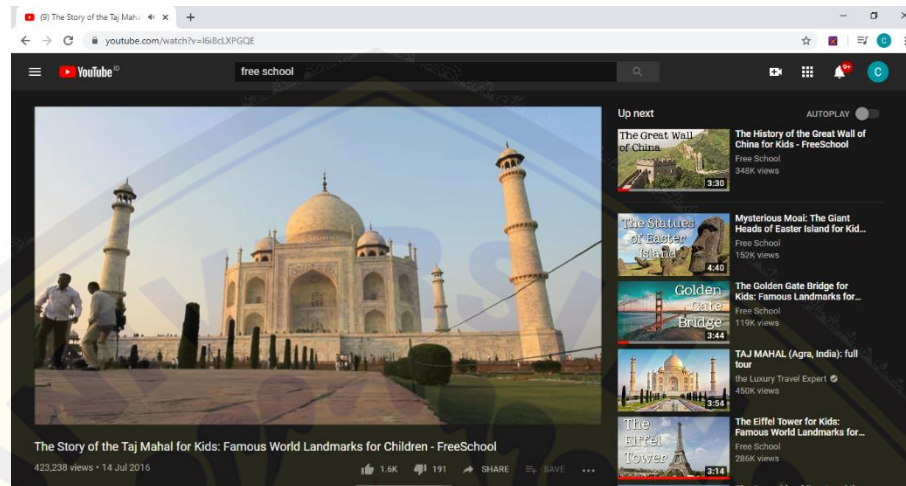 (9) The Story of the Taj Maha
youtube.com/watch?v=I6i8cLXPGQE
YouTube ID
free school
9+
C
C
Up next
AUTOPLAY
The Great Wall
of China
3:30
The History of the Great Wall of
China for Kids - FreeSchool
Free School
348K views
The Statues
of Easter
Island
4:40
Mysterious Moai: The Giant
Heads of Easter Island for Kid...
Free School
152K views
Golden
Gate
Bridge
3:44
The Golden Gate Bridge for
Kids: Famous Landmarks for...
Free School
119K views
3:54
TAJ MAHAL (Agra, India): full
tour
the Luxury Travel Expert
450K views
The
Eiffel
Tower
3:14
The Eiffel Tower for Kids:
Famous World Landmarks for...
Free School
286K views
The Story of the Taj Mahal for Kids: Famous World Landmarks for Children - FreeSchool
423,238 views • 14 Jul 2016
1.6K
191
SHARE
SAVE